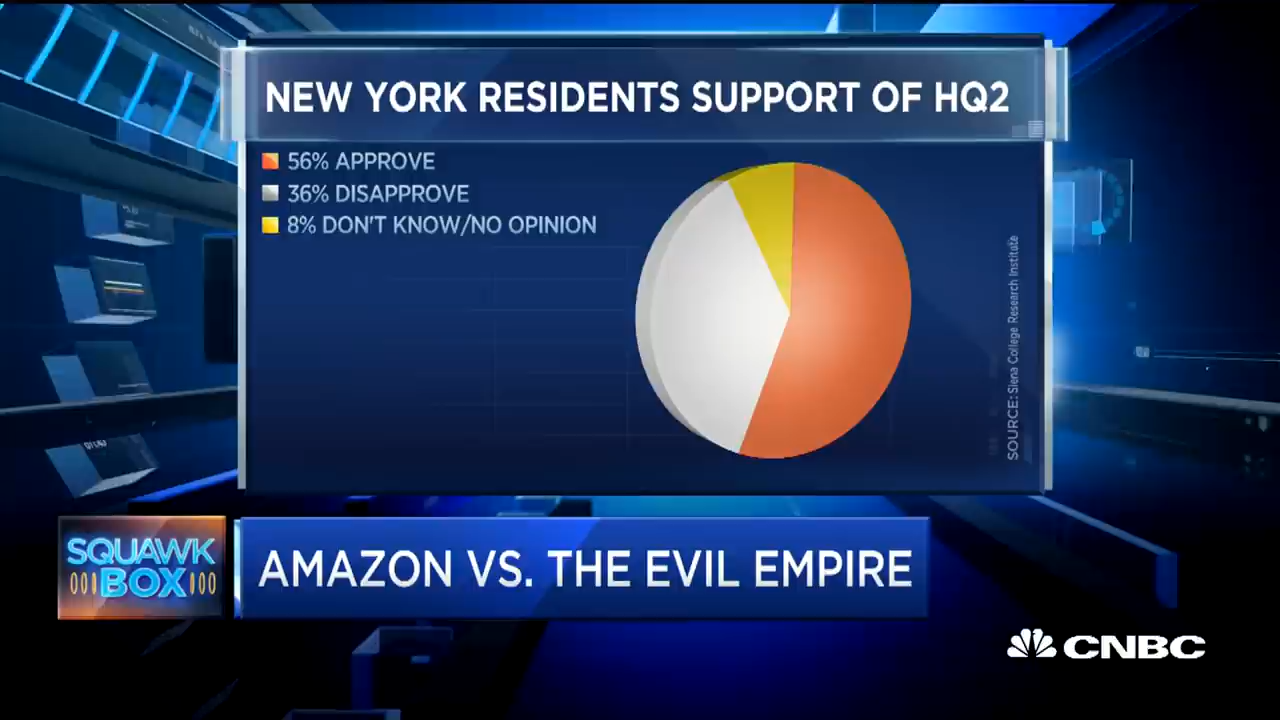 NEW YORK RESIDENTS SUPPORT OF HQ2
56% APPROVE
36% DISAPPROVE
8% DON'T KNOW/NO OPINION
SOURCE: Siena College Research Institute
SQUAWK
BOX
AMAZON VS. THE EVIL EMPIRE
CNBC